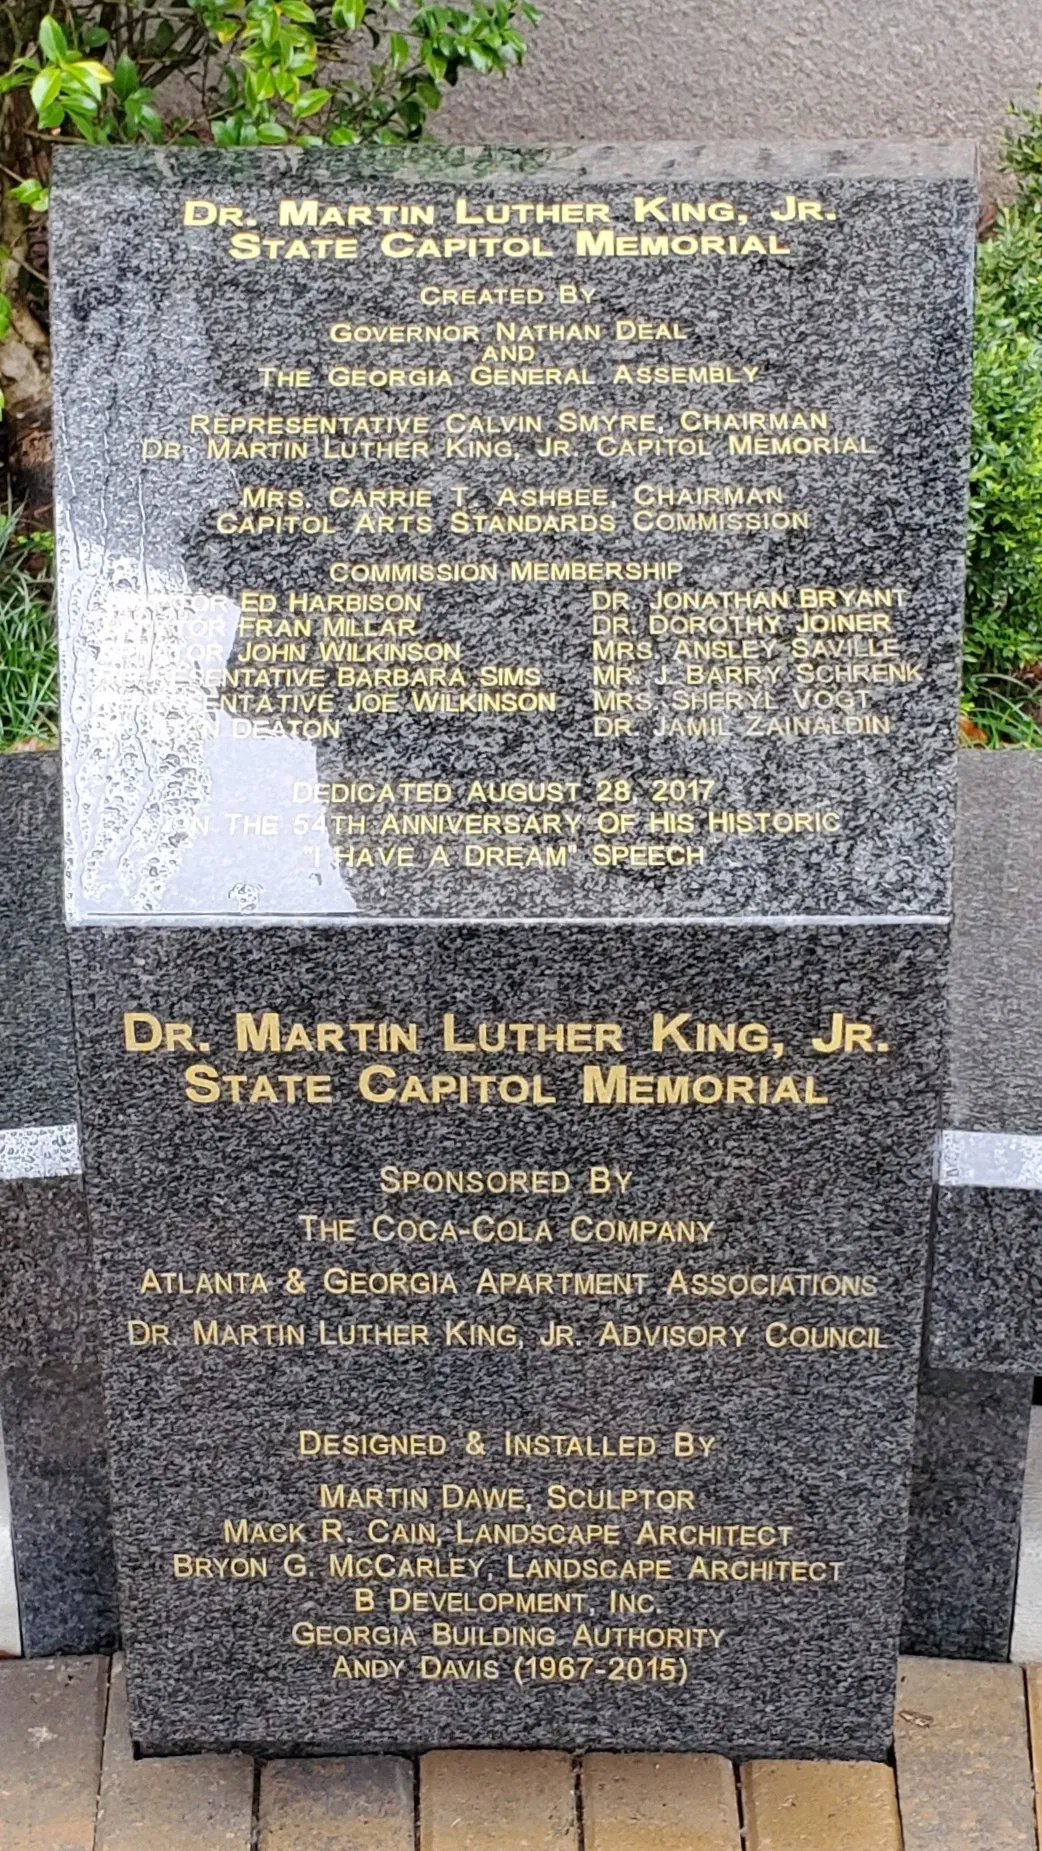 Dr. Martin Luther King, Jr.
State Capitol Memorial
Created By
Governor Nathan Deal
and
The Georgia General Assembly
Representative Calvin Smyre, Chairman
Dr. Martin Luther King, Jr. Capitol Memorial
Mrs. Carrie T. Ashbee, Chairman
Capitol Arts Standards Commission
Commission Membership
Ed Harbison
Fran Millar
John Wilkinson
Representative Barbara Sims
Representative Joe Wilkinson
Deaton
Dr. Jonathan Bryant
Dr. Dorothy Joiner
Mrs. Ansley Saville
Mr. J. Barry Schrenk
Mrs. Sheryl Vogt
Dr. Jamil Zainaldin
Dedicated August 28, 2017
on the 54th Anniversary of His Historic
"I Have A Dream" Speech
Dr. Martin Luther King, Jr.
State Capitol Memorial
Sponsored By
The Coca-Cola Company
Atlanta & Georgia Apartment Associations
Dr. Martin Luther King, Jr. Advisory Council
Designed & Installed By
Martin Dawe, Sculptor
Mack R. Cain, Landscape Architect
Bryon G. McCarley, Landscape Architect
B Development, Inc.
Georgia Building Authority
Andy Davis (1967-2015)